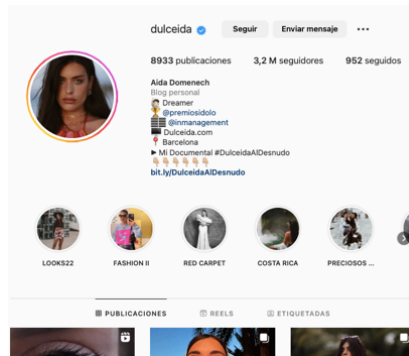 dulceida
Seguir
Enviar mensaje
8933 publicaciones
3,2 M seguidores
952 seguidos
Aida Domenech
Blog personal
Dreamer
@premiosidolo
@inmanagement
Dulceida.com
Barcelona
Mi Documental #DulceidaAlDesnudo
bit.ly/DulceidaAlDesnudo
LOOKS22
FASHION II
RED CARPET
COSTA RICA
PRECIOSOS ...
PUBLICACIONES
REELS
ETIQUETADAS